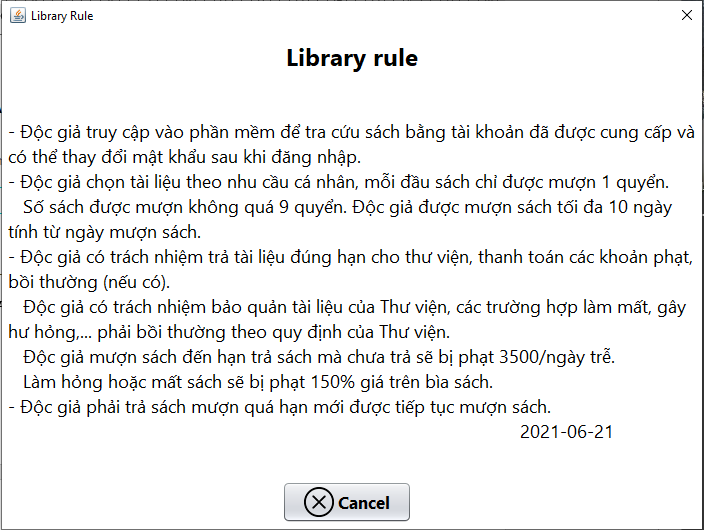 Library Rule
Library rule
- Độc giả truy cập vào phần mềm để tra cứu sách bằng tài khoản đã được cung cấp và
có thể thay đổi mật khẩu sau khi đăng nhập.
- Độc giả chọn tài liệu theo nhu cầu cá nhân, mỗi đầu sách chỉ được mượn 1 quyển.
Số sách được mượn không quá 9 quyển. Độc giả được mượn sách tối đa 10 ngày
tính từ ngày mượn sách.
- Độc giả có trách nhiệm trả tài liệu đúng hạn cho thư viện, thanh toán các khoản phạt,
bồi thường (nếu có).
Độc giả có trách nhiệm bảo quản tài liệu của Thư viện, các trường hợp làm mất, gây
hư hỏng,... phải bồi thường theo quy định của Thư viện.
Độc giả mượn sách đến hạn trả sách mà chưa trả sẽ bị phạt 3500/ngày trễ.
Làm hỏng hoặc mất sách sẽ bị phạt 150% giá trên bìa sách.
- Độc giả phải trả sách mượn quá hạn mới được tiếp tục mượn sách.
2021-06-21
Cancel